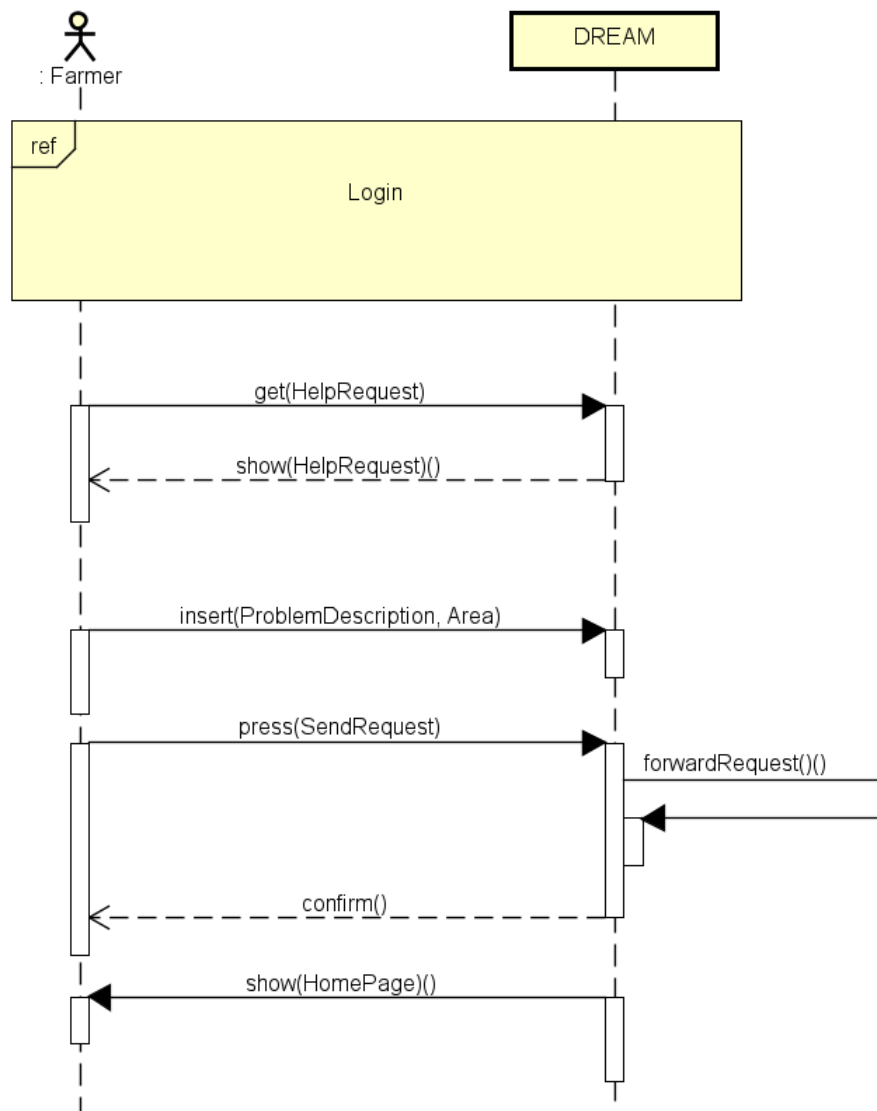 DREAM
: Farmer
ref
Login
get(HelpRequest)
show(HelpRequest)()
insert(ProblemDescription, Area)
press(SendRequest)
forwardRequest()()
confirm()
show(HomePage)()